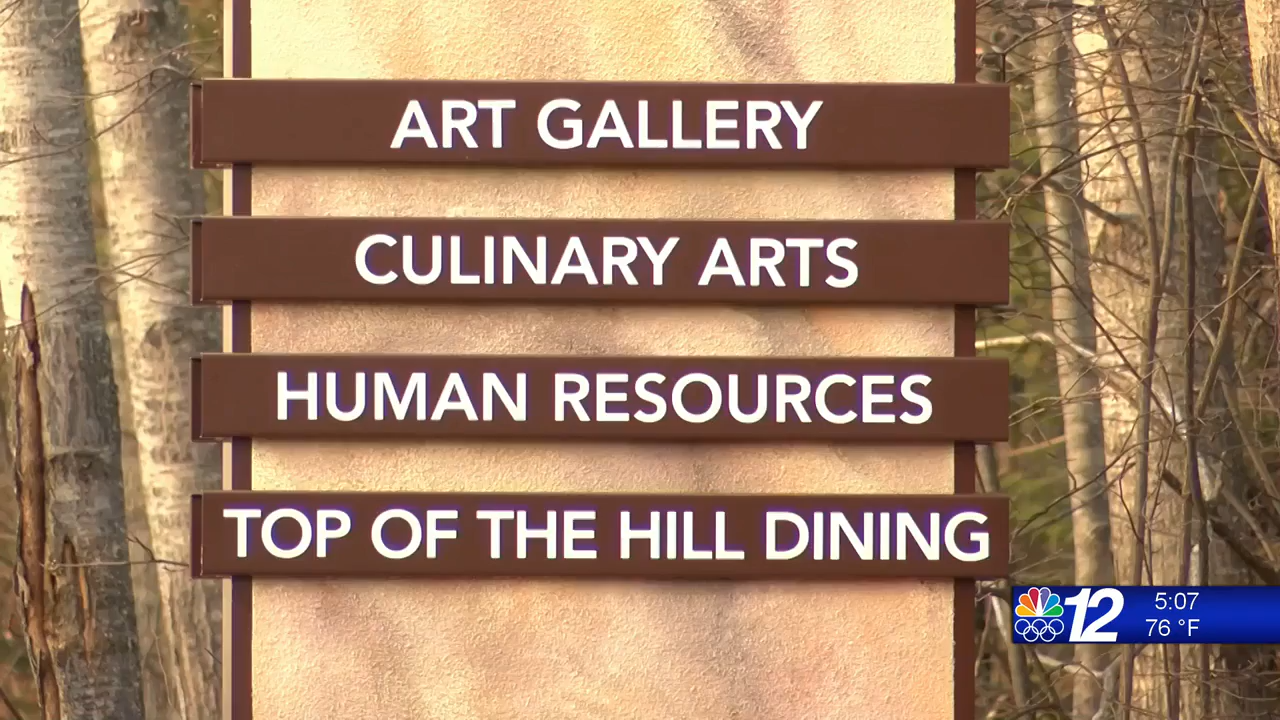 ART GALLERY
CULINARY ARTS
HUMAN RESOURCES
TOP OF THE HILL DINING
12
5:07
76 °F